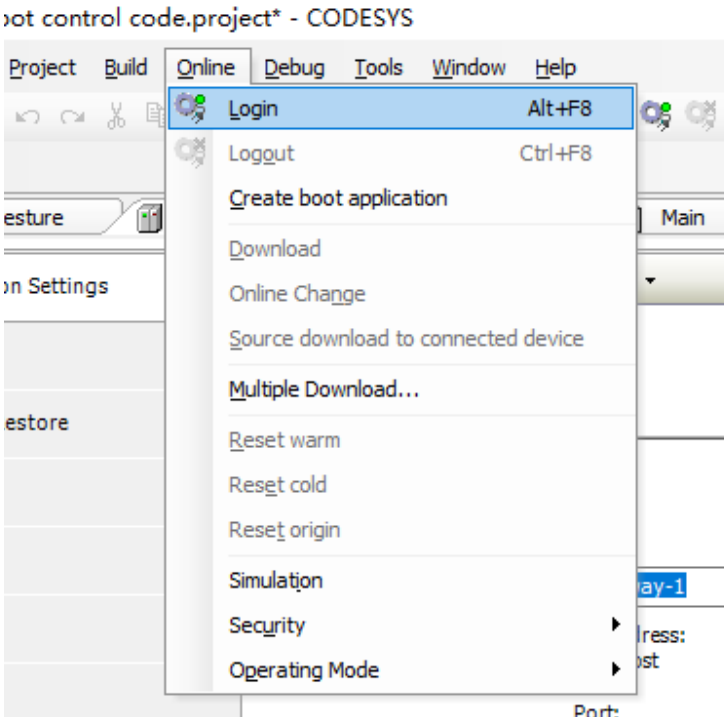 oot control code.project* - CODESYS
Project Build Online Debug Tools Window Help
Login Alt+F8
Logout Ctrl+F8
Create boot application
esture Main
Download
on Settings Online Change
Source download to connected device
Multiple Download...
estore
Reset warm
Reset cold
Reset origin
Simulation ay-1
Security lress:
ost
Operating Mode
Port: